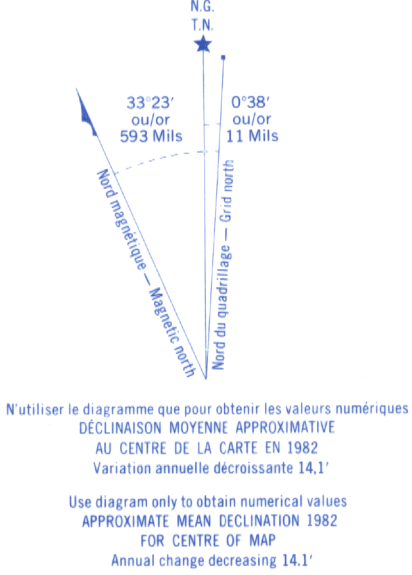 N.G.
T.N.
33°23′
ou/or
593 Mils
0°38′
ou/or
11 Mils
Nord magnétique — Magnetic north
Nord du quadrillage — Grid north
N'utiliser le diagramme que pour obtenir les valeurs numériques
DÉCLINAISON MOYENNE APPROXIMATIVE
AU CENTRE DE LA CARTE EN 1982
Variation annuelle décroissante 14,1′
Use diagram only to obtain numerical values
APPROXIMATE MEAN DECLINATION 1982
FOR CENTRE OF MAP
Annual change decreasing 14.1′